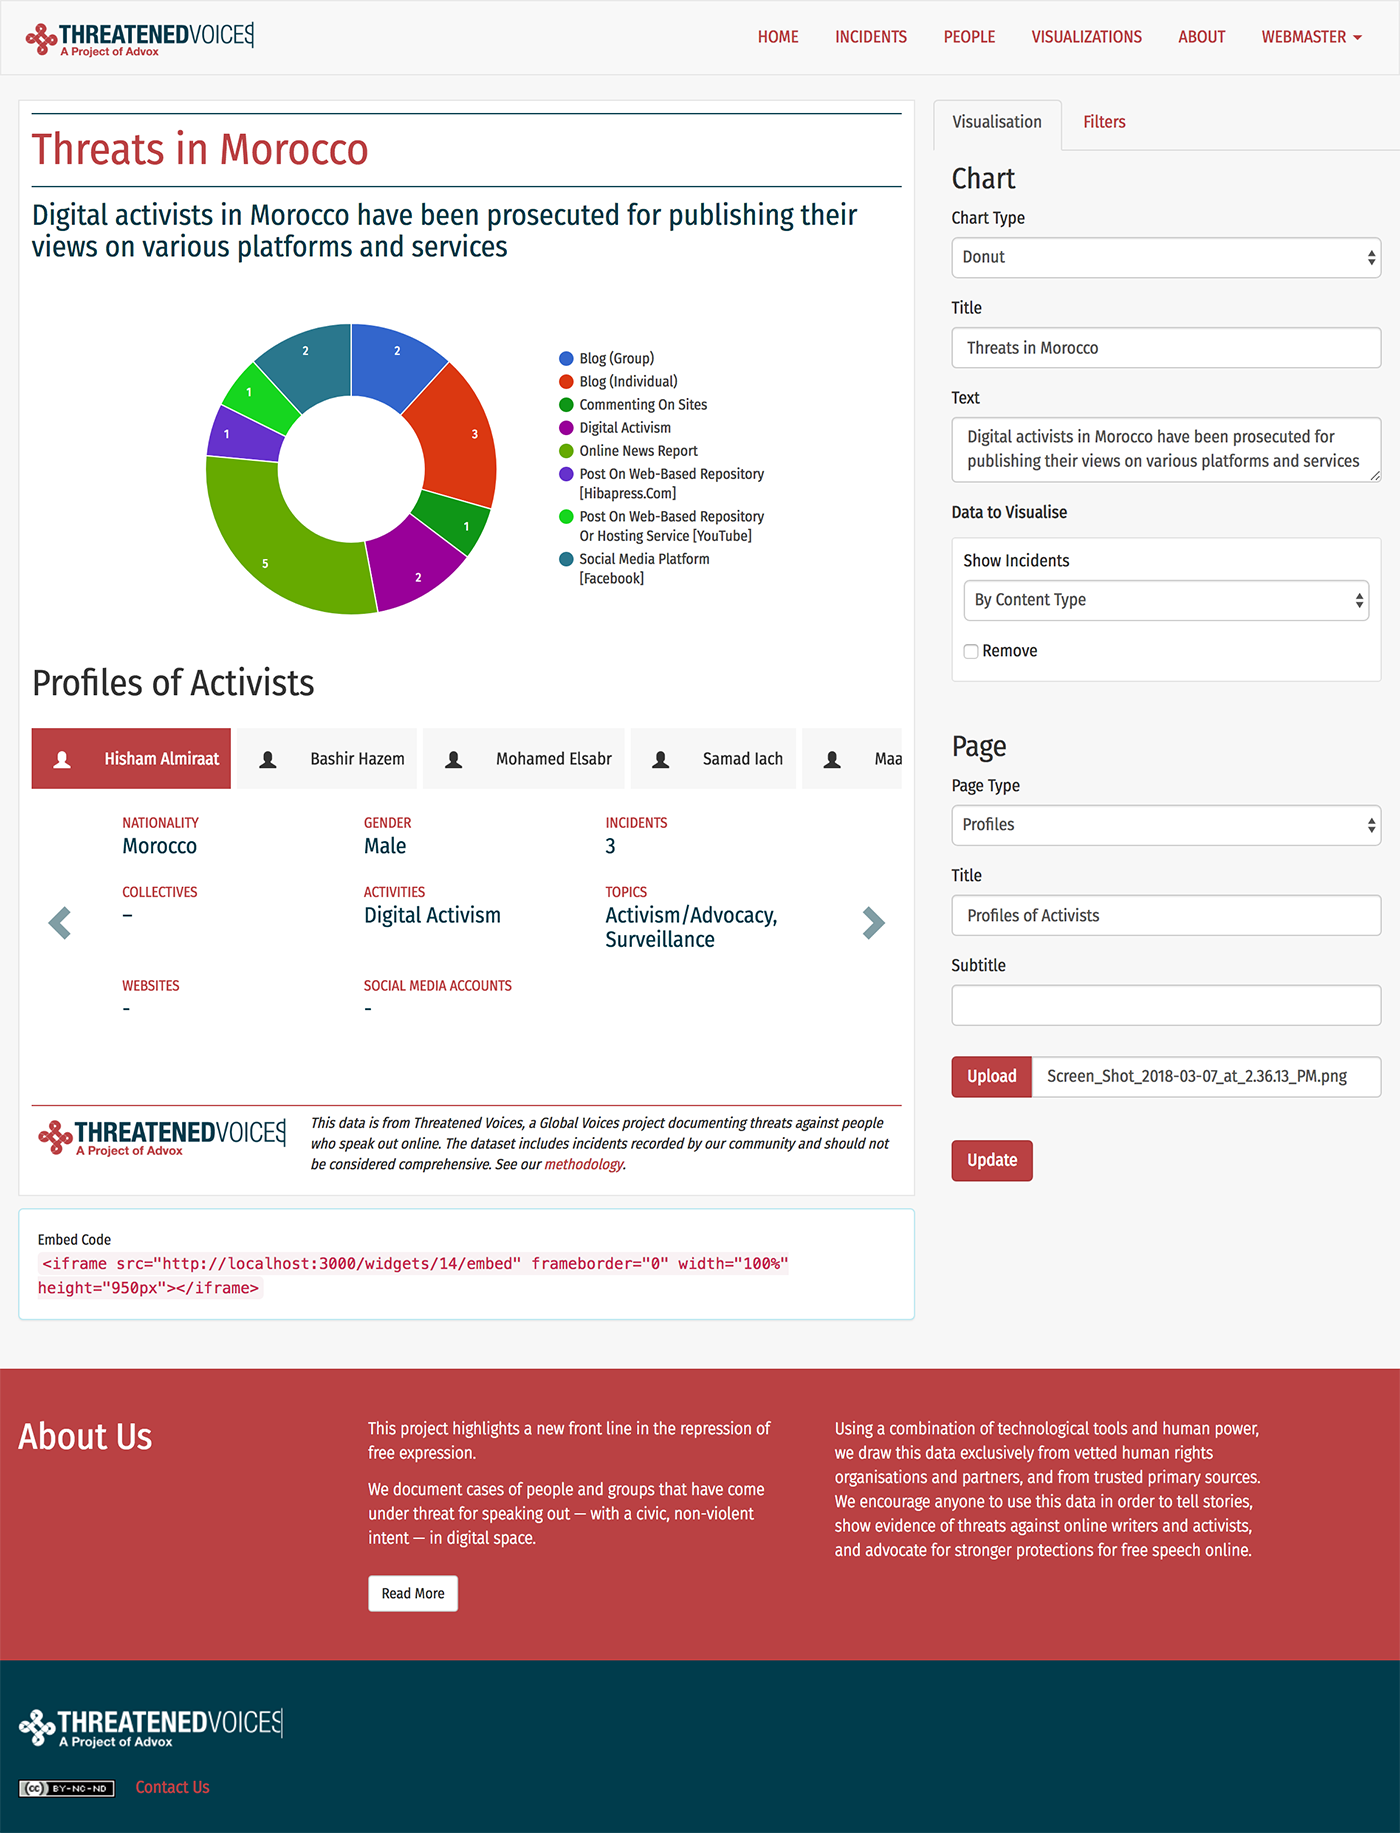 THREATENEDVOICES
A Project of Advox
HOME
INCIDENTS
PEOPLE
VISUALIZATIONS
ABOUT
WEBMASTER
Threats in Morocco
Digital activists in Morocco have been prosecuted for publishing their
views on various platforms and services
2
2
3
1
2
5
1
1
Blog (Group)
Blog (Individual)
Commenting On Sites
Digital Activism
Online News Report
Post On Web-Based Repository
[Hibapress.Com]
Post On Web-Based Repository
Or Hosting Service [YouTube]
Social Media Platform
[Facebook]
Profiles of Activists
Hisham Almiraat
Bashir Hazem
Mohamed Elsabr
Samad Iach
Maa
NATIONALITY
Morocco
GENDER
Male
INCIDENTS
3
COLLECTIVES
–
ACTIVITIES
Digital Activism
TOPICS
Activism/Advocacy,
Surveillance
WEBSITES
-
SOCIAL MEDIA ACCOUNTS
-
THREATENEDVOICES
A Project of Advox
This data is from Threatened Voices, a Global Voices project documenting threats against people
who speak out online. The dataset includes incidents recorded by our community and should not
be considered comprehensive. See our methodology.
Embed Code
<iframe src="http://localhost:3000/widgets/14/embed" frameborder="0" width="100%"
height="950px"></iframe>
Visualisation
Filters
Chart
Chart Type
Donut
Title
Threats in Morocco
Text
Digital activists in Morocco have been prosecuted for
publishing their views on various platforms and services
Data to Visualise
Show Incidents
By Content Type
Remove
Page
Page Type
Profiles
Title
Profiles of Activists
Subtitle
Upload
Screen_Shot_2018-03-07_at_2.36.13_PM.png
Update
About Us
This project highlights a new front line in the repression of
free expression.
We document cases of people and groups that have come
under threat for speaking out — with a civic, non-violent
intent — in digital space.
Read More
Using a combination of technological tools and human power,
we draw this data exclusively from vetted human rights
organisations and partners, and from trusted primary sources.
We encourage anyone to use this data in order to tell stories,
show evidence of threats against online writers and activists,
and advocate for stronger protections for free speech online.
THREATENEDVOICES
A Project of Advox
cc BY-NC-ND
Contact Us